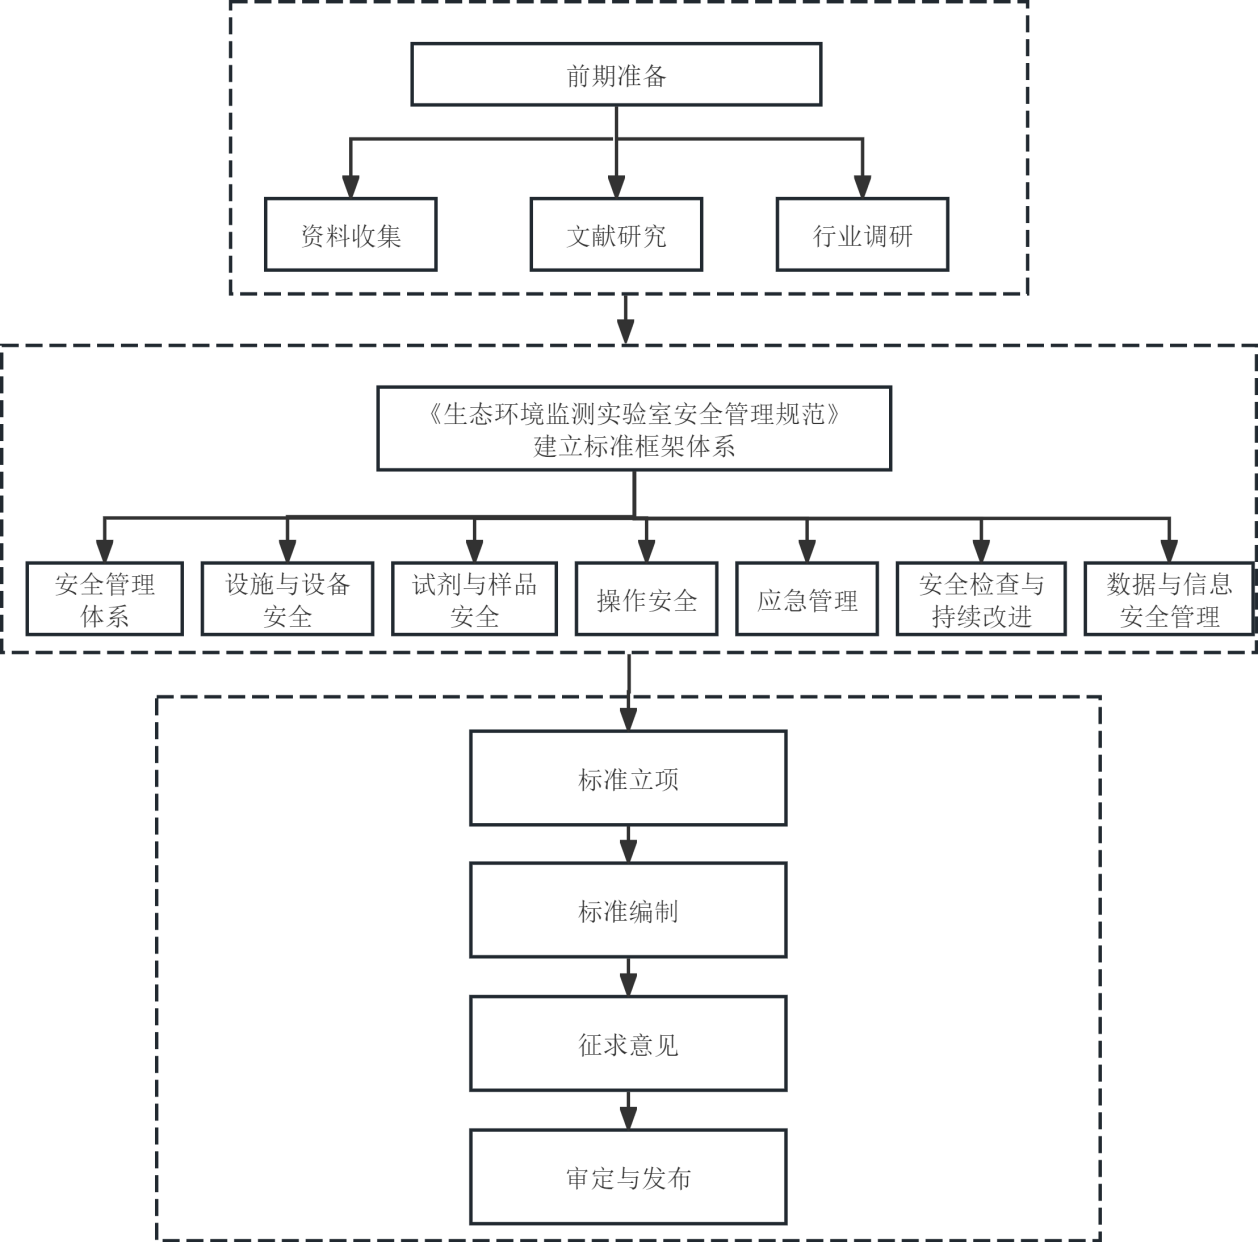 前期准备
资料收集
文献研究
行业调研
《生态环境监测实验室安全管理规范》
建立标准框架体系
安全管理
体系
设施与设备
安全
试剂与样品
安全
操作安全
应急管理
安全检查与
持续改进
数据与信息
安全管理
标准立项
标准编制
征求意见
审定与发布